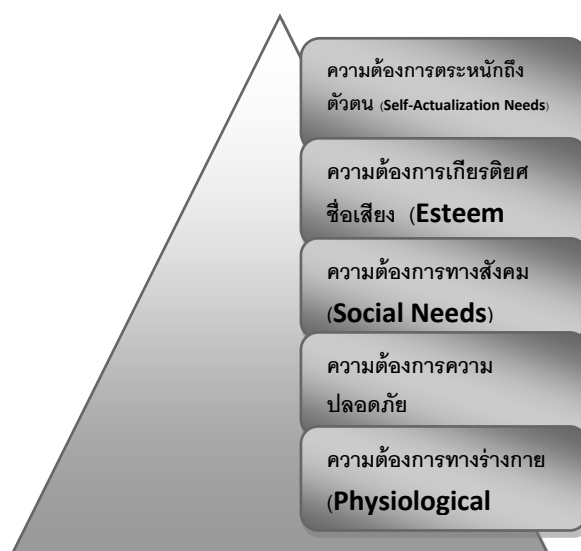 ความต้องการตระหนักถึง
ตัวตน (Self-Actualization Needs)
ความต้องการเกียรติยศ
ชื่อเสียง (Esteem
ความต้องการทางสังคม
(Social Needs)
ความต้องการความ
ปลอดภัย
ความต้องการทางร่างกาย
(Physiological